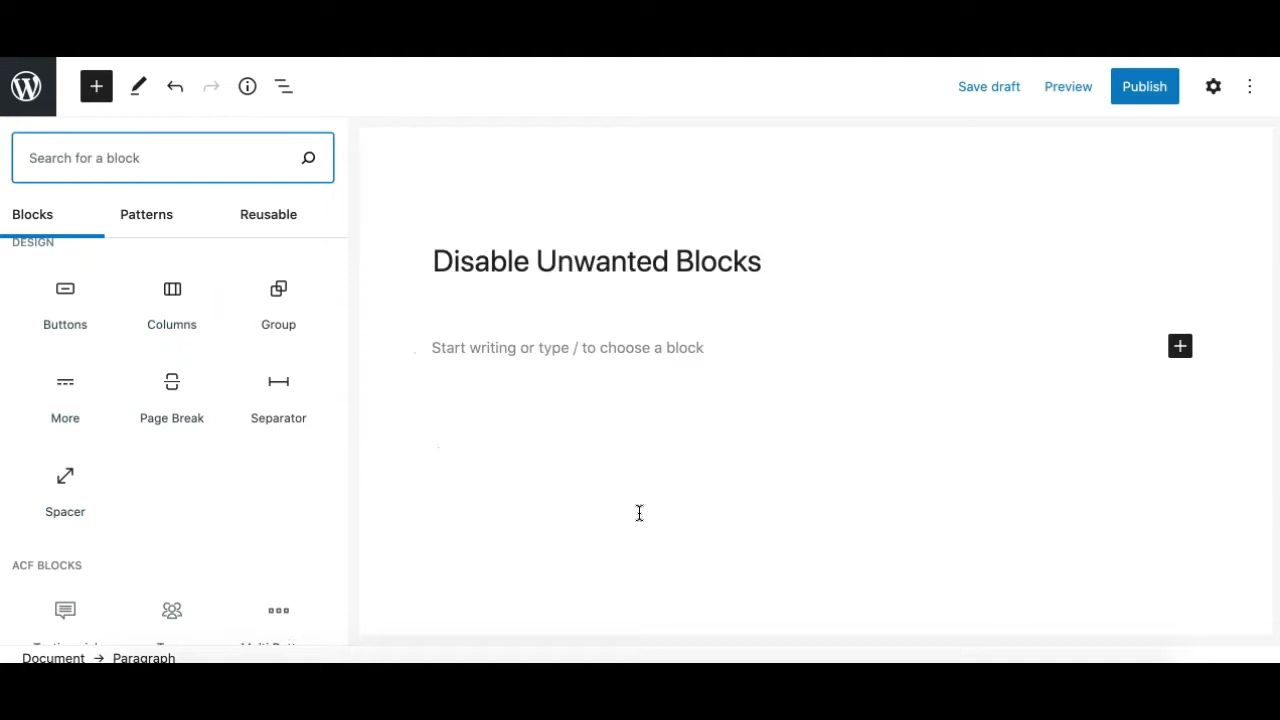 Save draft Preview Publish
Search for a block
Blocks Patterns Reusable
DESIGN
Disable Unwanted Blocks
Buttons Columns Group
Start writing or type / to choose a block
More Page Break Separator
Spacer
ACF BLOCKS
Document → Paragraph